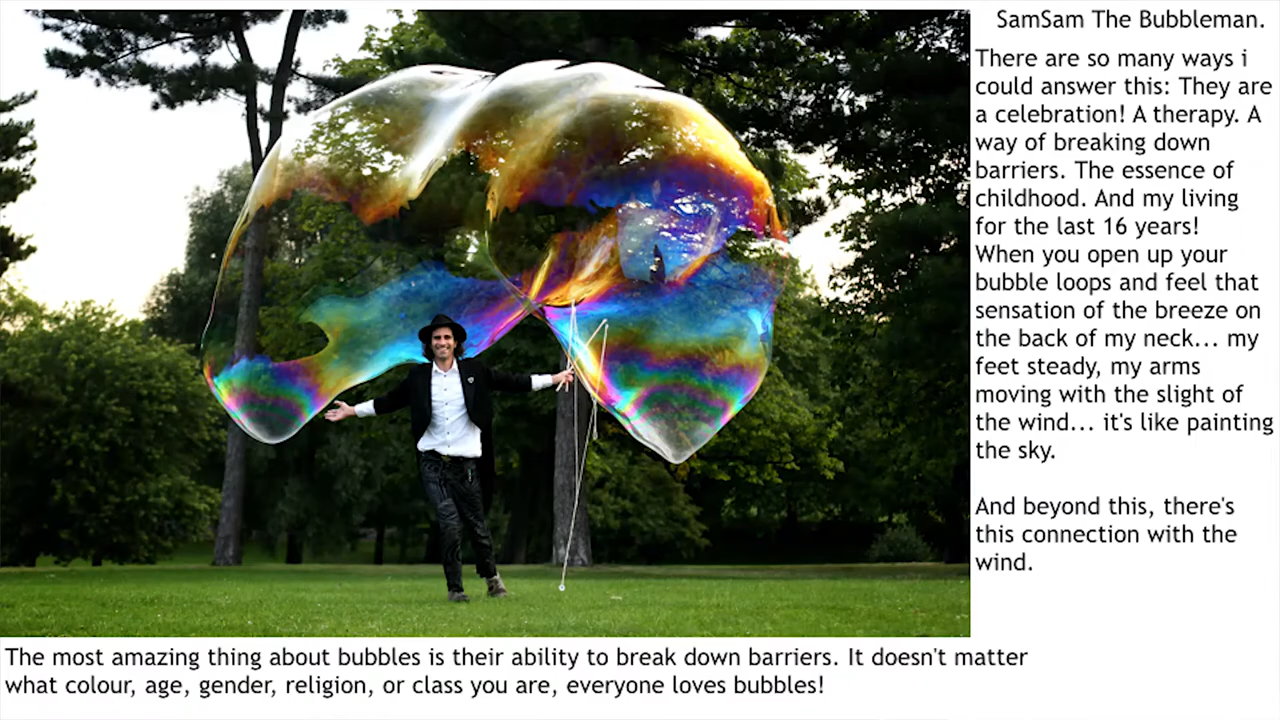 SamSam The Bubbleman.
There are so many ways i
could answer this: They are
a celebration! A therapy. A
way of breaking down
barriers. The essence of
childhood. And my living
for the last 16 years!
When you open up your
bubble loops and feel that
sensation of the breeze on
the back of my neck... my
feet steady, my arms
moving with the slight of
the wind... it's like painting
the sky.
And beyond this, there's
this connection with the
wind.
The most amazing thing about bubbles is their ability to break down barriers. It doesn't matter
what colour, age, gender, religion, or class you are, everyone loves bubbles!